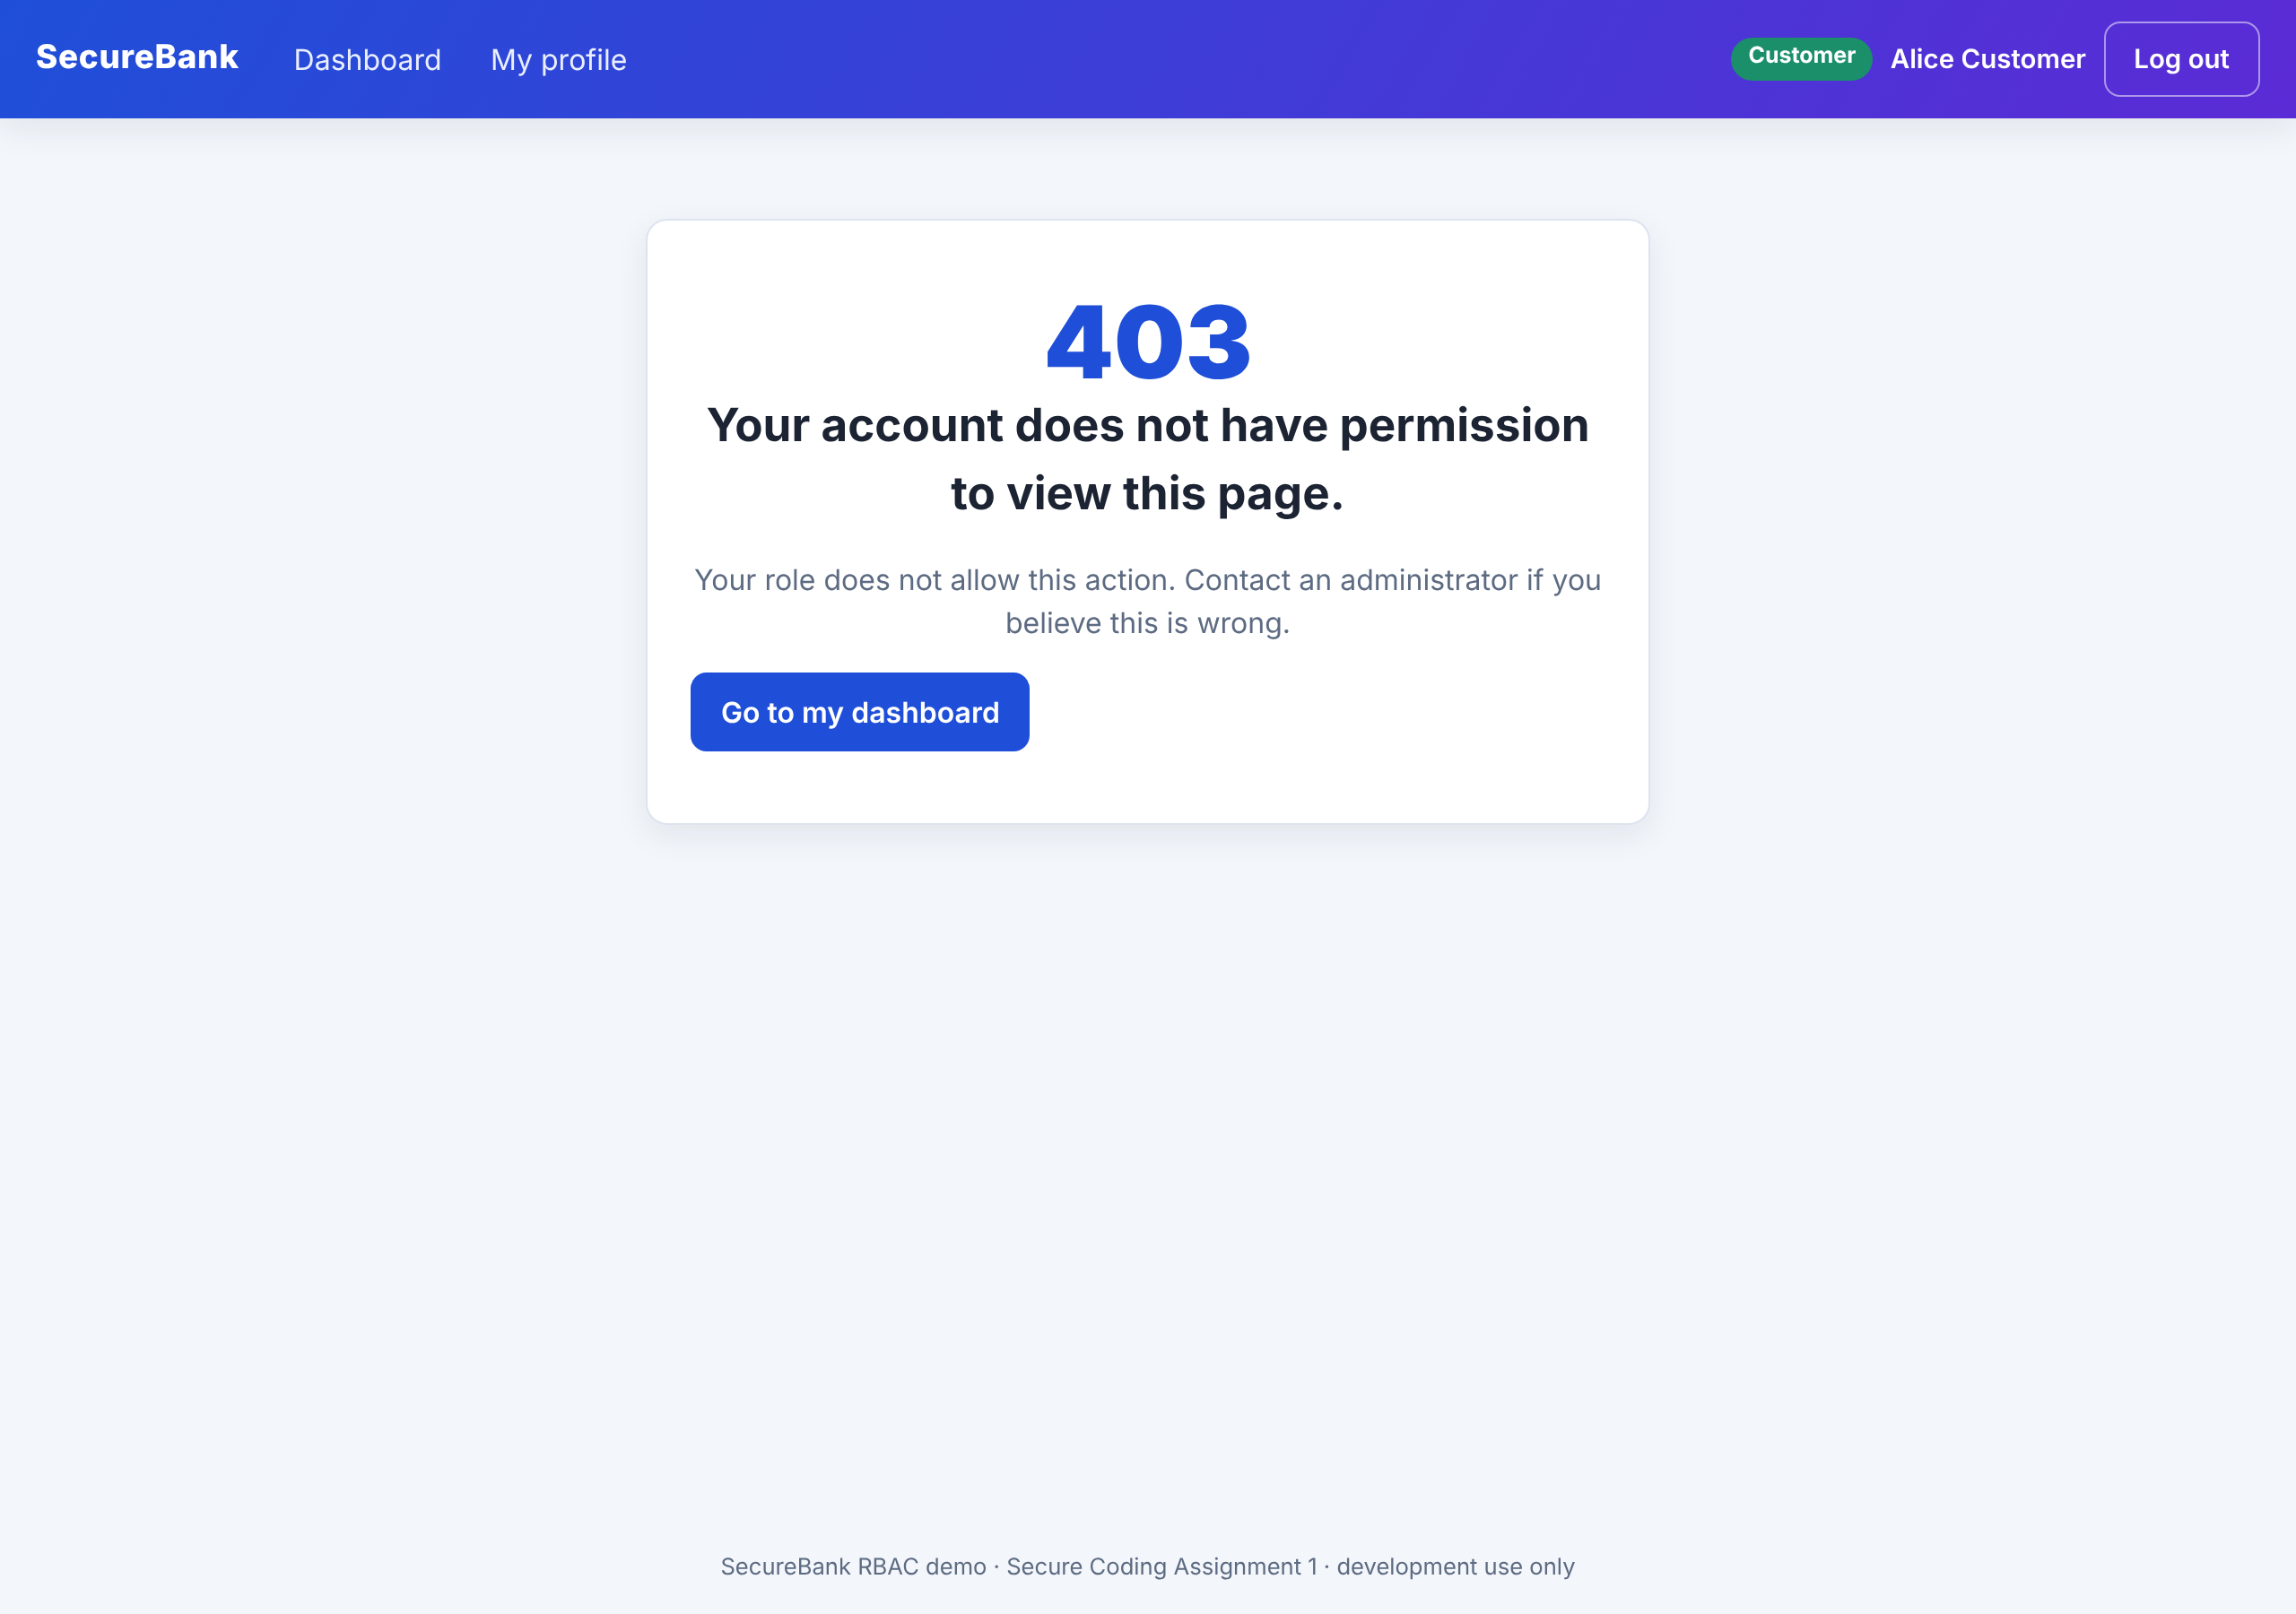 SecureBank Dashboard My profile Customer Alice Customer Log out
403
Your account does not have permission
to view this page.
Your role does not allow this action. Contact an administrator if you
believe this is wrong.
Go to my dashboard
SecureBank RBAC demo · Secure Coding Assignment 1 · development use only